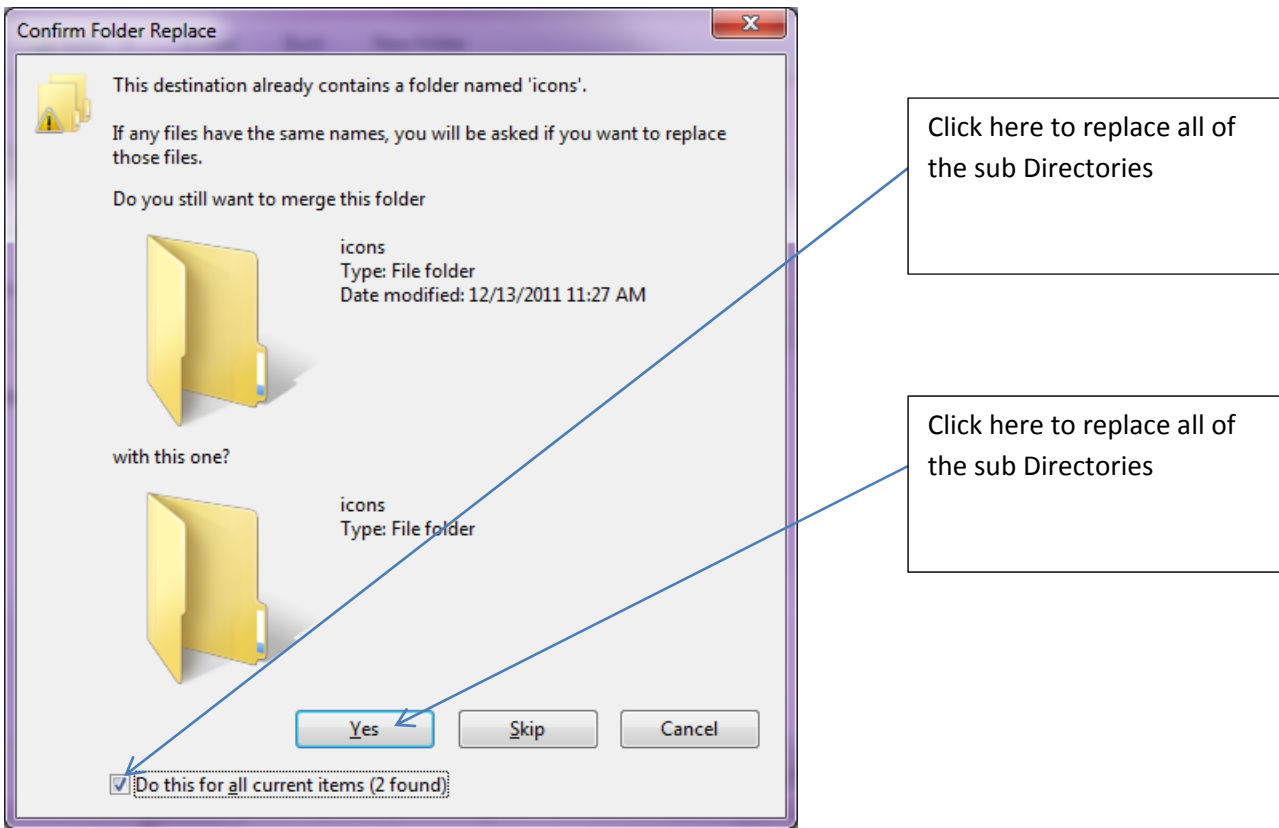 Confirm Folder Replace
This destination already contains a folder named 'icons'.
If any files have the same names, you will be asked if you want to replace
those files.
Do you still want to merge this folder
icons
Type: File folder
Date modified: 12/13/2011 11:27 AM
with this one?
icons
Type: File folder
Yes
Skip
Cancel
Do this for all current items (2 found)
Click here to replace all of
the sub Directories
Click here to replace all of
the sub Directories